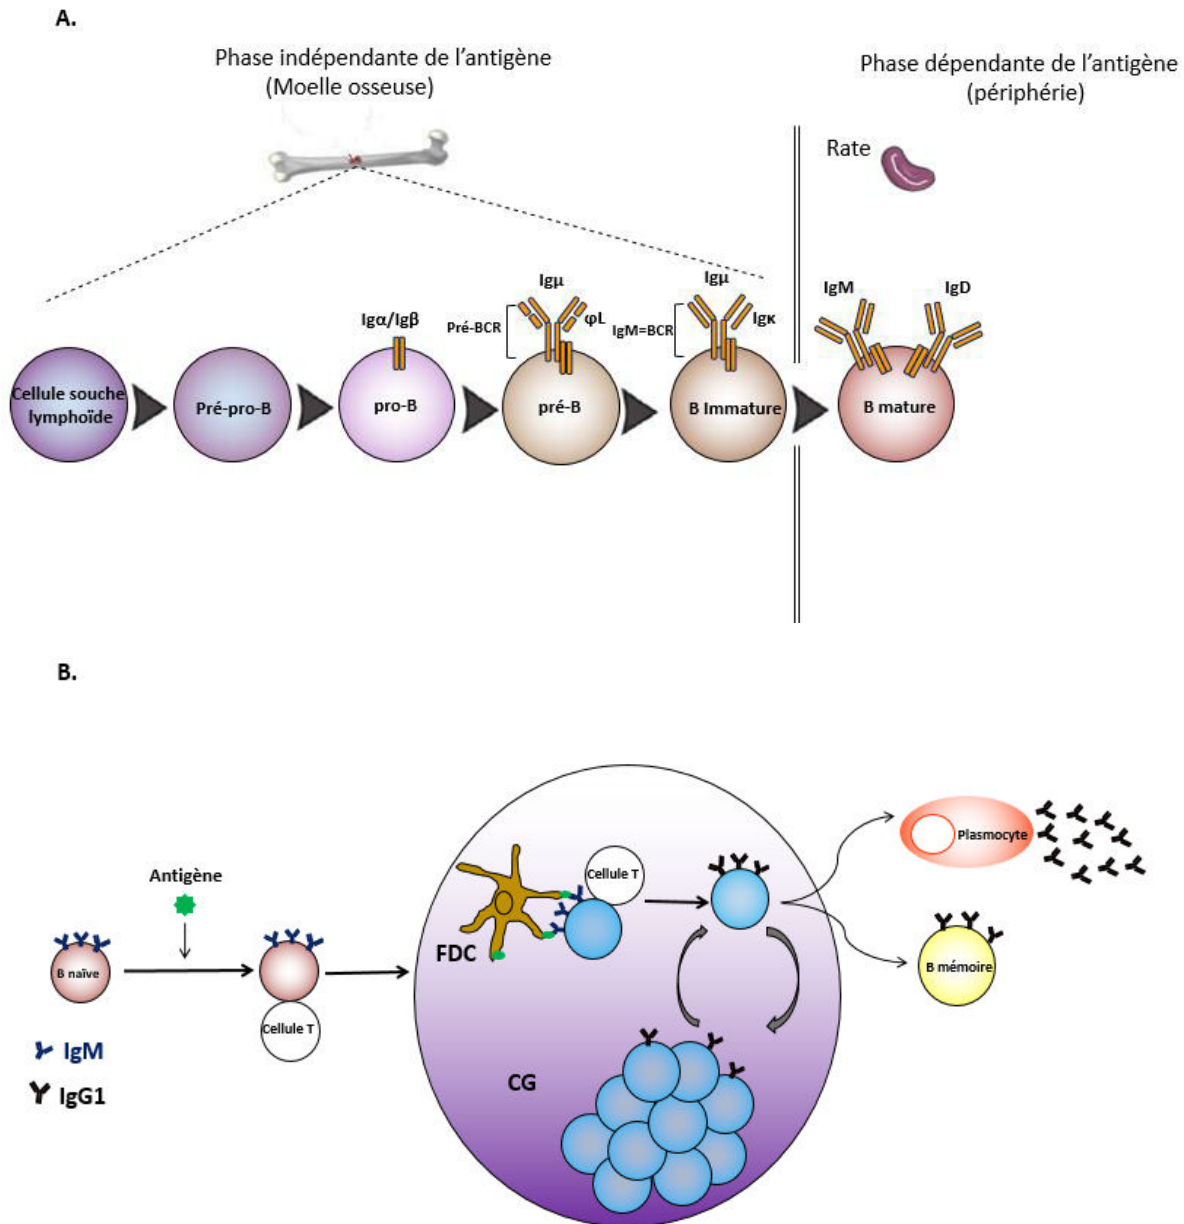 A.
Phase indépendante de l'antigène
(Moelle osseuse)
Phase dépendante de l'antigène
(périphérie)
Rate
Igα/Igβ
Pré-BCR
Igμ
φL
IgM=BCR
Igμ
Igκ
IgM
IgD
Cellule souche
lymphoïde
Pré-pro-B
pro-B
pré-B
B Immature
B mature
B.
Antigène
B naïve
Cellule T
IgM
IgG1
FDC
Cellule T
CG
Plasmocyte
B mémoire